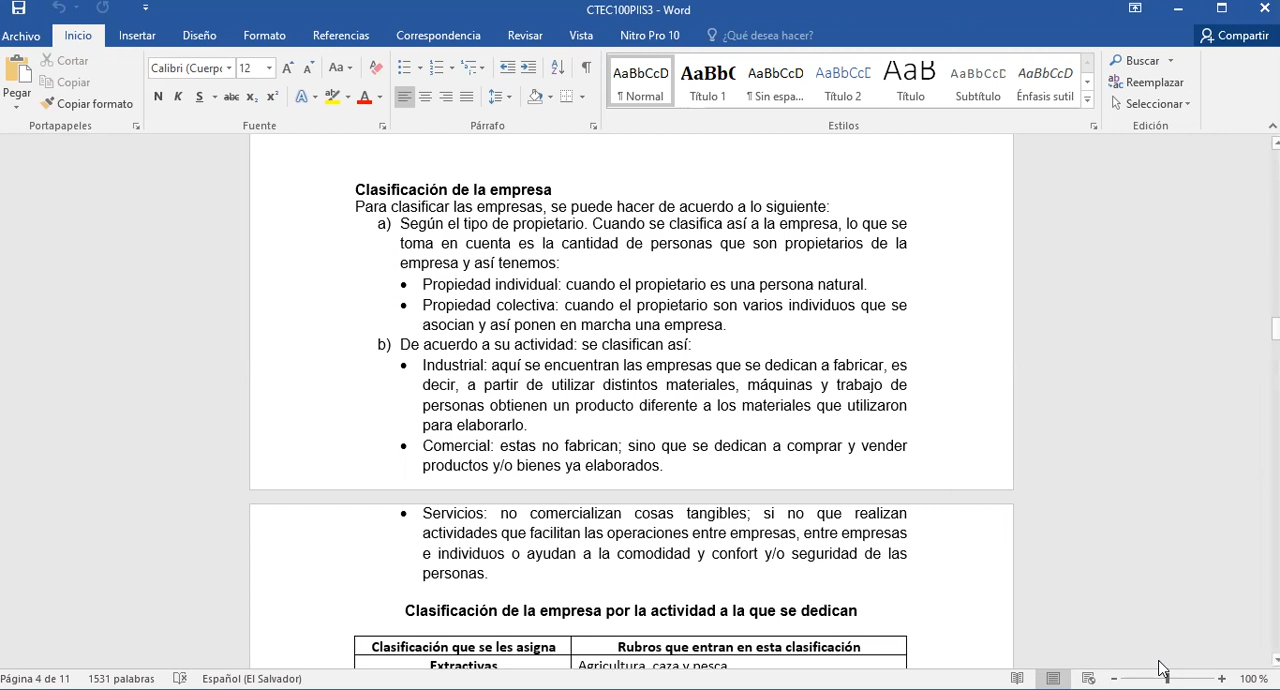 CTEC100PIIS3 - Word
Archivo Inicio Insertar Diseño Formato Referencias Correspondencia Revisar Vista Nitro Pro 10 ¿Qué desea hacer? Compartir
Pegar
Cortar
Copiar
Copiar formato
Portapapeles
Calibri (Cuerpo 12
Aa
N K S abc x₂ x² A A
Fuente
Párrafo
AaBbCcD AaBb( AaBbCcD AaBbCcC AaB AaBbCcC AaBbCcD
¶ Normal Título 1 ¶ Sin espa... Título 2 Título Subtítulo Énfasis sutil
Estilos
Buscar
Reemplazar
Seleccionar
Edición
Clasificación de la empresa
Para clasificar las empresas, se puede hacer de acuerdo a lo siguiente:
a) Según el tipo de propietario. Cuando se clasifica así a la empresa, lo que se
toma en cuenta es la cantidad de personas que son propietarios de la
empresa y así tenemos:
• Propiedad individual: cuando el propietario es una persona natural.
• Propiedad colectiva: cuando el propietario son varios individuos que se
asocian y así ponen en marcha una empresa.
b) De acuerdo a su actividad: se clasifican así:
• Industrial: aquí se encuentran las empresas que se dedican a fabricar, es
decir, a partir de utilizar distintos materiales, máquinas y trabajo de
personas obtienen un producto diferente a los materiales que utilizaron
para elaborarlo.
• Comercial: estas no fabrican; sino que se dedican a comprar y vender
productos y/o bienes ya elaborados.
• Servicios: no comercializan cosas tangibles; si no que realizan
actividades que facilitan las operaciones entre empresas, entre empresas
e individuos o ayudan a la comodidad y confort y/o seguridad de las
personas.
Clasificación de la empresa por la actividad a la que se dedican
Clasificación que se les asigna Rubros que entran en esta clasificación
Extractivas Agricultura, caza y pesca
Página 4 de 11 1531 palabras Español (El Salvador) 100 %